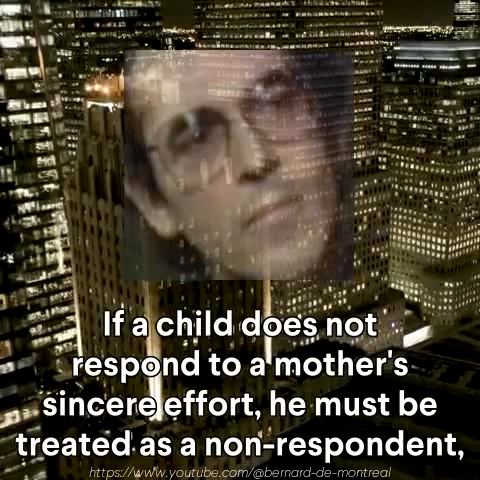 If a child does not
respond to a mother's
sincere effort, he must be
treated as a non-respondent,
https://www.youtube.com/@bernard-de-montreal